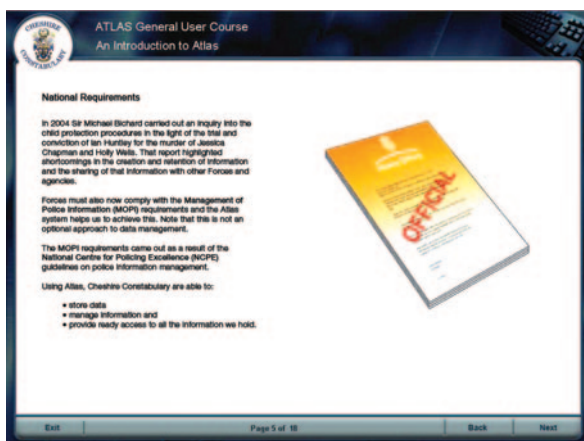 CHESHIRE
CONSTABULARY
ATLAS General User Course
An Introduction to Atlas
National Requirements
In 2004 Sir Michael Bichard carried out an inquiry into the
child protection procedures in the light of the trial and
conviction of Ian Huntley for the murder of Jessica
Chapman and Holly Wells. That report highlighted
shortcomings in the creation and retention of information
and the sharing of that information with other Forces and
agencies.
Forces must also now comply with the Management of
Police Information (MOPI) requirements and the Atlas
system helps us to achieve this. Note that this is not an
optional approach to data management.
The MOPI requirements came out as a result of the
National Centre for Policing Excellence (NCPE)
guidelines on police information management.
Using Atlas, Cheshire Constabulary are able to:
• store data
• manage information and
• provide ready access to all the information we hold.
OFFICIAL
Exit
Page 5 of 18
Back
Next